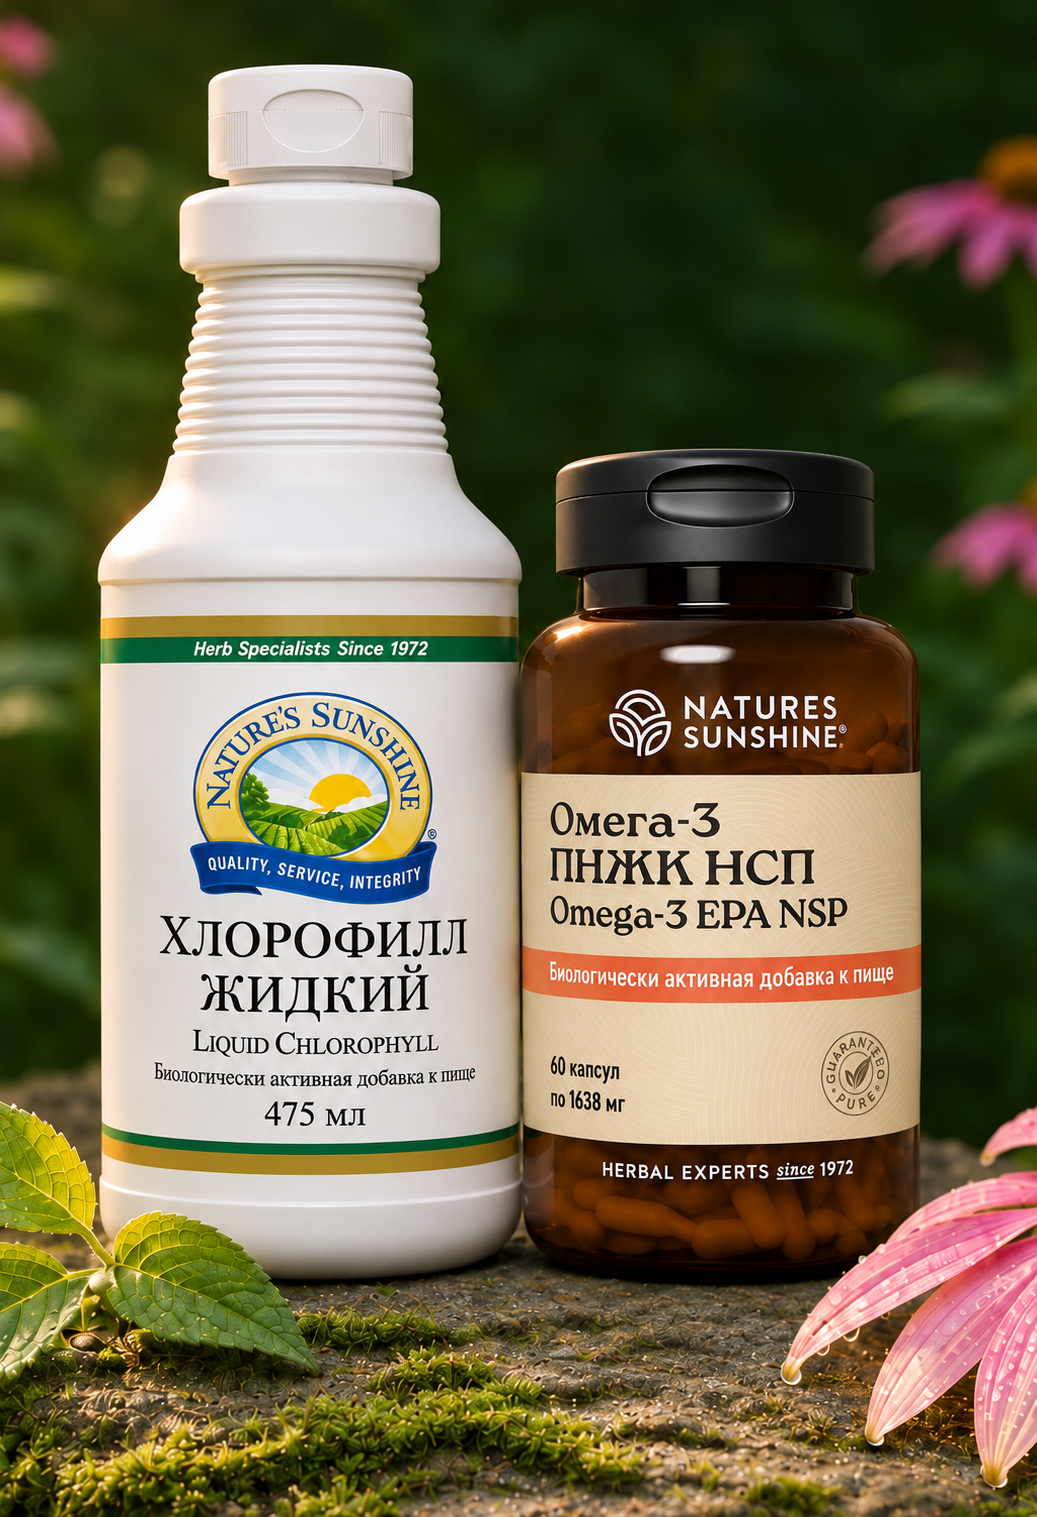 Herb Specialists Since 1972
NATURE'S SUNSHINE
®
QUALITY, SERVICE, INTEGRITY
ХЛОРОФИЛЛ
ЖИДКИЙ
LIQUID CHLOROPHYLL
Биологически активная добавка к пище
475 мл
NATURES
SUNSHINE®
Омега-3
ПНЖК НСП
Omega-3 EPA NSP
Биологически активная добавка к пище
60 капсул
по 1638 мг
PURE
HERBAL EXPERTS since 1972